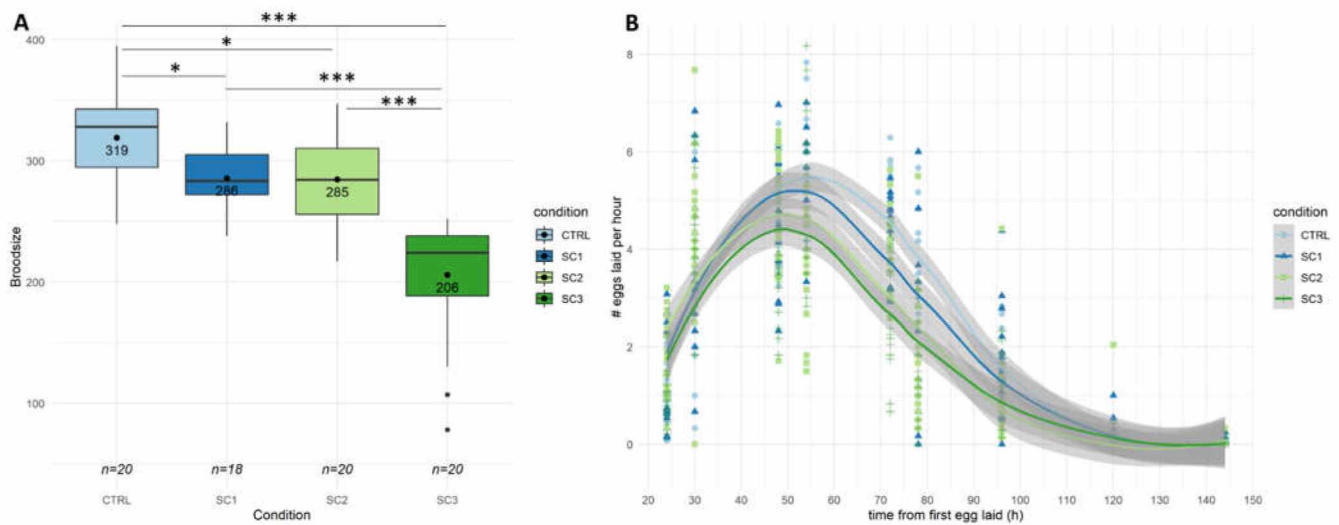 A
***
*
*
***
***
400
300
200
100
Broodsize
319
286
285
206
n=20
n=18
n=20
n=20
CTRL
SC1
SC2
SC3
Condition
condition
CTRL
SC1
SC2
SC3
B
8
6
4
2
0
# eggs laid per hour
20 30 40 50 60 70 80 90 100 110 120 130 140 150
time from first egg laid (h)
condition
CTRL
SC1
SC2
SC3